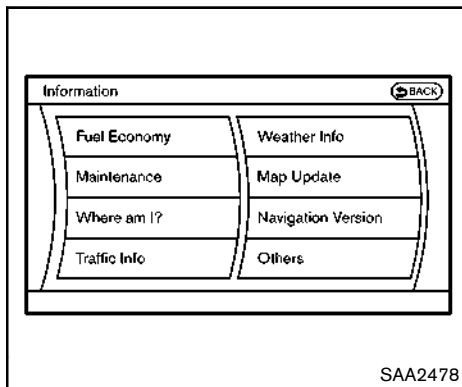 Information
BACK
Fuel Economy
Weather Info
Maintenance
Map Update
Where am I?
Navigation Version
Traffic Info
Others
SAA2478